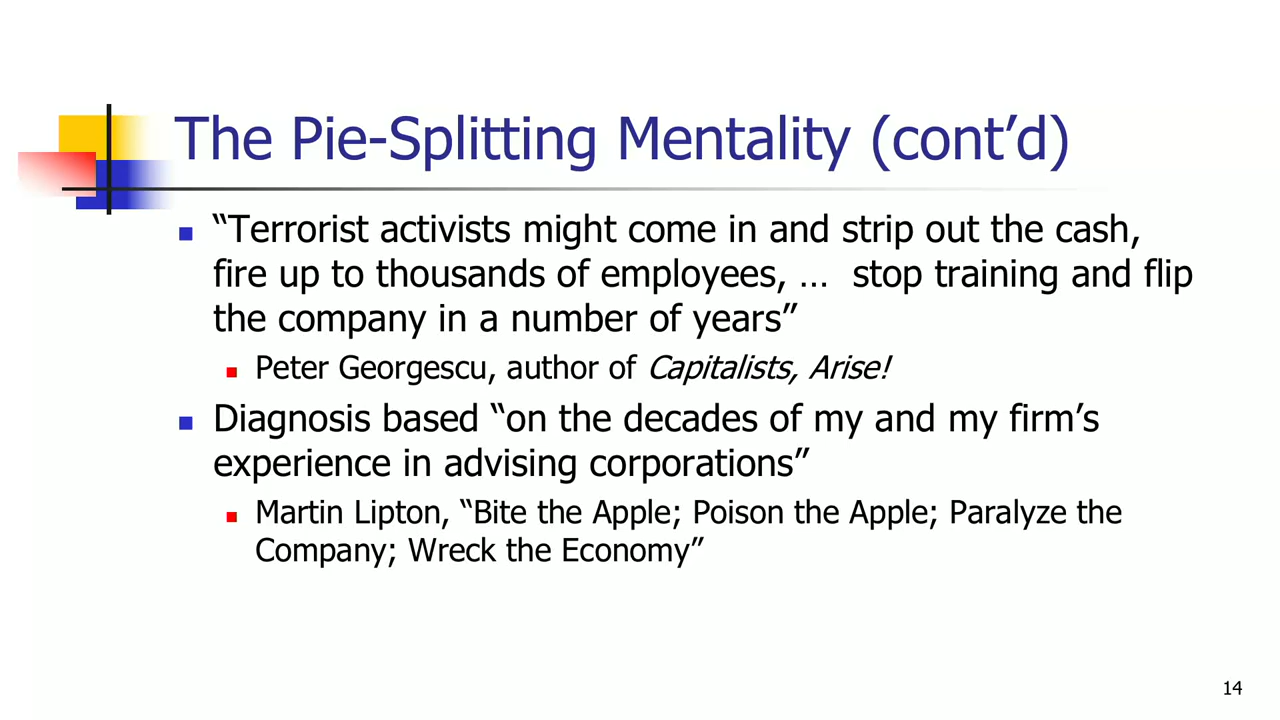 The Pie-Splitting Mentality (cont’d)
“Terrorist activists might come in and strip out the cash,
fire up to thousands of employees, … stop training and flip
the company in a number of years”
Peter Georgescu, author of Capitalists, Arise!
Diagnosis based “on the decades of my and my firm’s
experience in advising corporations”
Martin Lipton, “Bite the Apple; Poison the Apple; Paralyze the
Company; Wreck the Economy”
14